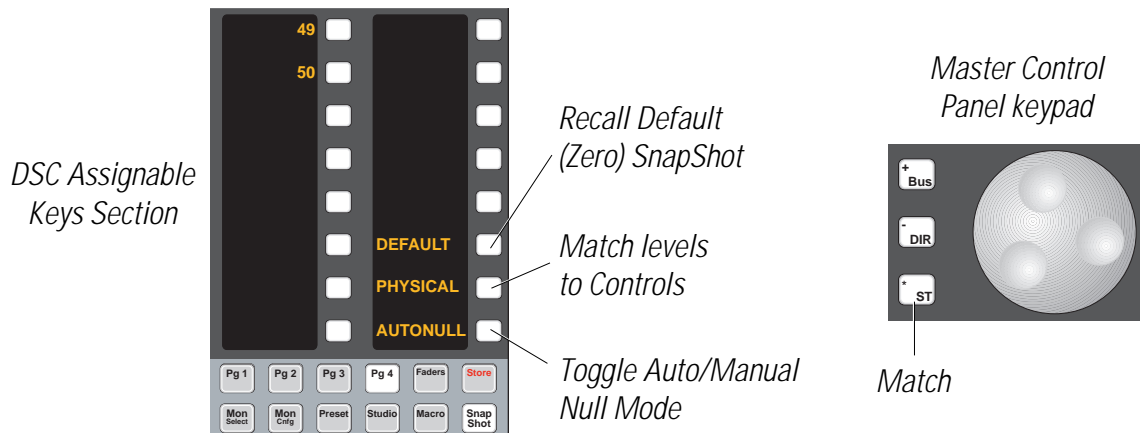 DSC Assignable
Keys Section
49
50
DEFAULT
PHYSICAL
AUTONULL
Pg 1
Pg 2
Pg 3
Pg 4
Faders
Store
Mon
Select
Mon
Cnfg
Preset
Studio
Macro
Snap
Shot
Recall Default
(Zero) SnapShot
Match levels
to Controls
Toggle Auto/Manual
Null Mode
Master Control
Panel keypad
+
Bus
-
DIR
*
ST
Match